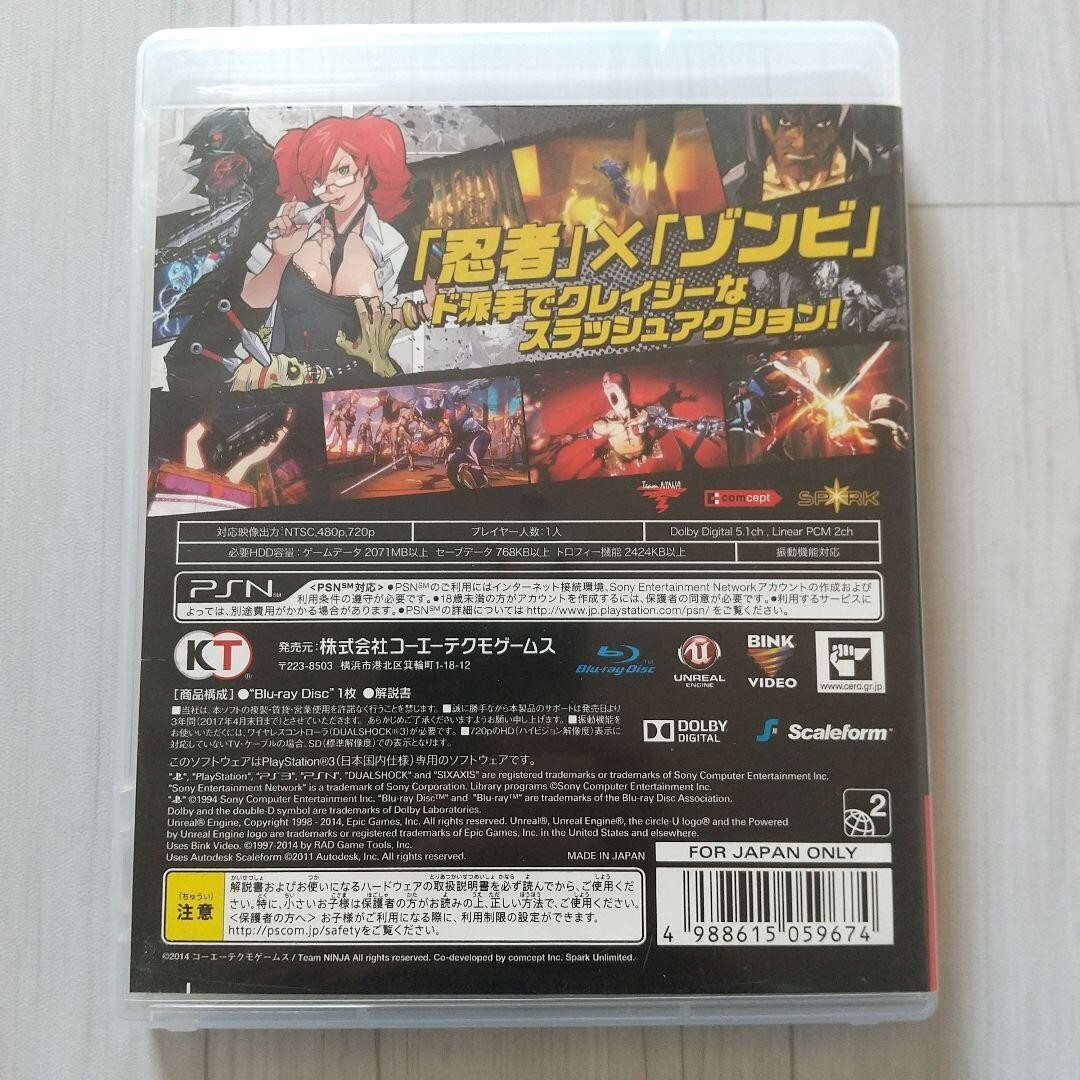 「忍者」×「ゾンビ」
ド派手でクレイジーな
スラッシュアクション!
Team NINJA
comcept
SPARK
対応映像出力:NTSC,480p,720p
プレイヤー人数:1人
Dolby Digital 5.1ch , Linear PCM 2ch
必要HDD容量:ゲームデータ 2071MB以上 セーブデータ 768KB以上 トロフィー機能 2424KB以上
振動機能対応
PSN℠
<PSN℠対応> ●PSN℠のご利用にはインターネット接続環境、Sony Entertainment Networkアカウントの作成および
利用条件の遵守が必要です。●18歳未満の方がアカウントを作成するには、保護者の同意が必要です。●利用するサービスに
よっては、別途費用がかかる場合があります。●PSN℠の詳細については http://www.jp.playstation.com/psn/ をご覧ください。
KT®
発売元:株式会社コーエーテクモゲームス
〒223-8503 横浜市港北区箕輪町1-18-12
Blu-ray Disc™
UNREAL
ENGINE
BINK
VIDEO
www.cero.gr.jp
[商品構成] ●"Blu-ray Disc" 1枚 ●解説書
■当社は、本ソフトの複製・賃貸・営業使用を許諾なく行うことを禁じます。■誠に勝手ながら本製品のサポートは発売日より
3年間(2017年4月末日まで)とさせていただきます。あらかじめご了承くださいますようお願い申し上げます。■振動機能を
お使いいただくには、ワイヤレスコントローラ(DUALSHOCK®3)が必要です。■720pのHD(ハイビジョン解像度)表示に
対応していないTV・ケーブルの場合、SD(標準解像度)での表示となります。
DOLBY
DIGITAL
Scaleform™
このソフトウェアはPlayStation®3(日本国内仕様)専用のソフトウェアです。
"PS", "PlayStation", "PS3", "PSN", "DUALSHOCK" and "SIXAXIS" are registered trademarks or trademarks of Sony Computer Entertainment Inc.
"Sony Entertainment Network" is a trademark of Sony Corporation. Library programs ©Sony Computer Entertainment Inc.
"PS" ©1994 Sony Computer Entertainment Inc. "Blu-ray Disc™" and "Blu-ray™" are trademarks of the Blu-ray Disc Association.
Dolby and the double-D symbol are trademarks of Dolby Laboratories.
Unreal® Engine, Copyright 1998 - 2014, Epic Games, Inc. All rights reserved. Unreal®, Unreal Engine®, the circle-U logo® and the Powered
by Unreal Engine logo are trademarks or registered trademarks of Epic Games, Inc. in the United States and elsewhere.
Uses Bink Video. ©1997-2014 by RAD Game Tools, Inc.
Uses Autodesk Scaleform ©2011 Autodesk, Inc. All rights reserved.
MADE IN JAPAN
2
FOR JAPAN ONLY
(ちゅうい)
注意
かいせつしょ つか とりあつかいせつめいしょ かなら よ しよう
解説書およびお使いになるハードウェアの取扱説明書を必ず読んでから、ご使用くだ
さい。特に、小さいお子様は保護者の方がお読みの上、正しい方法で、ご使用ください。
<保護者の方へ> お子様がご利用になる際に、利用制限の設定ができます。
http://pscom.jp/safetyをご覧ください。
4 988615 059674
©2014 コーエーテクモゲームス / Team NINJA All rights reserved. Co-developed by comcept Inc. Spark Unlimited.